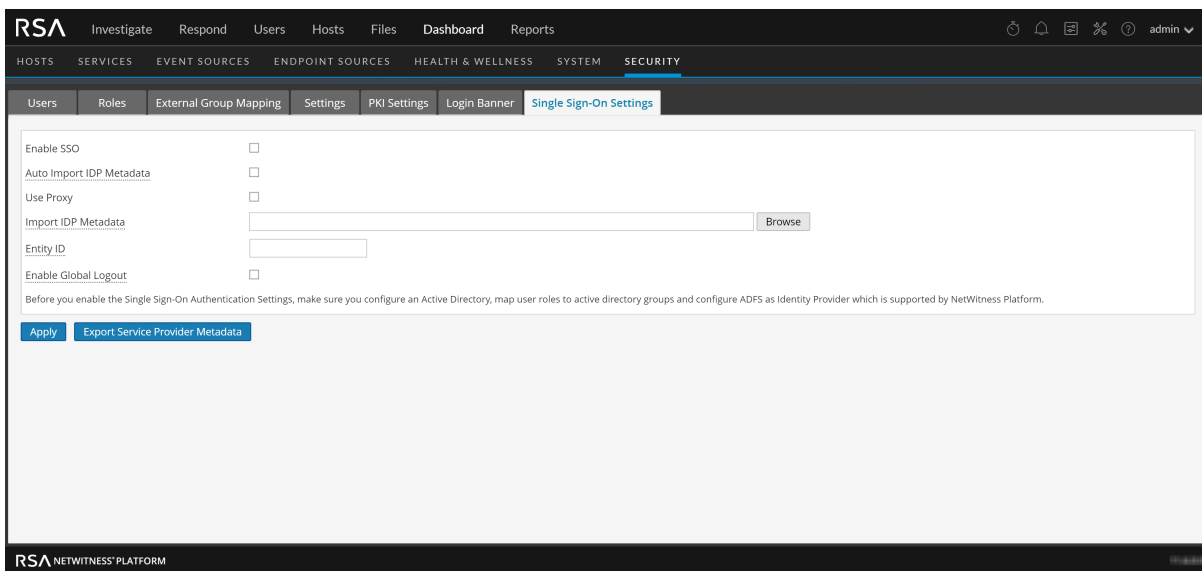 RSA Investigate Respond Users Hosts Files Dashboard Reports admin
HOSTS SERVICES EVENT SOURCES ENDPOINT SOURCES HEALTH & WELLNESS SYSTEM SECURITY
Users Roles External Group Mapping Settings PKI Settings Login Banner Single Sign-On Settings
Enable SSO
Auto Import IDP Metadata
Use Proxy
Import IDP Metadata Browse
Entity ID
Enable Global Logout
Before you enable the Single Sign-On Authentication Settings, make sure you configure an Active Directory, map user roles to active directory groups and configure ADFS as Identity Provider which is supported by NetWitness Platform.
Apply Export Service Provider Metadata
RSA NETWITNESS® PLATFORM